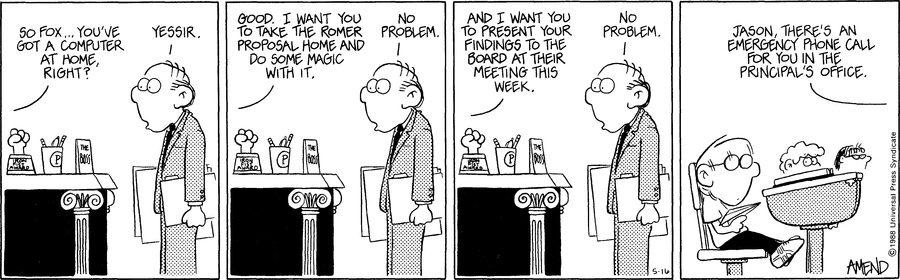 SO FOX... YOU'VE
GOT A COMPUTER
AT HOME,
RIGHT?
YESSIR.
THE
BOSS
P
GOOD. I WANT YOU
TO TAKE THE ROMER
PROPOSAL HOME AND
DO SOME MAGIC
WITH IT.
NO
PROBLEM.
THE
BOSS
P
AND I WANT YOU
TO PRESENT YOUR
FINDINGS TO THE
BOARD AT THEIR
MEETING THIS
WEEK.
NO
PROBLEM.
THE
BOSS
P
5-16
JASON, THERE'S AN
EMERGENCY PHONE CALL
FOR YOU IN THE
PRINCIPAL'S OFFICE.
© 1988 Universal Press Syndicate
AMEND